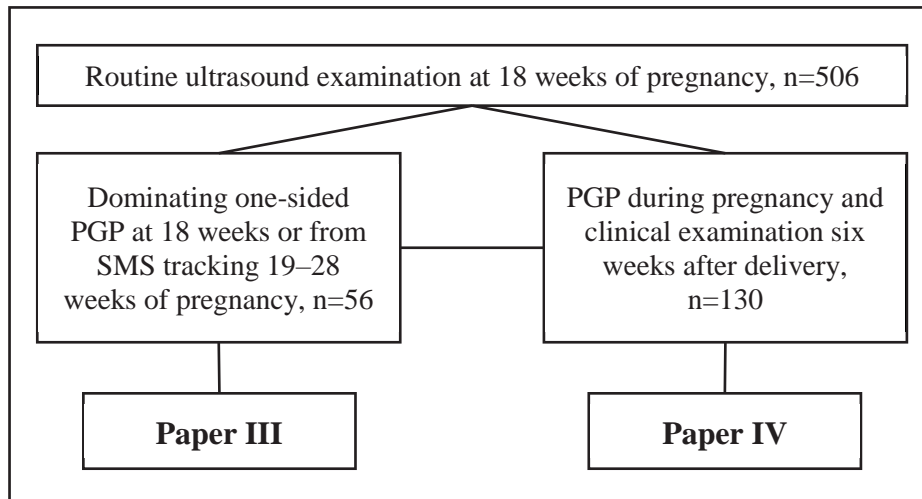 Routine ultrasound examination at 18 weeks of pregnancy, n=506
Dominating one-sided
PGP at 18 weeks or from
SMS tracking 19–28
weeks of pregnancy, n=56
PGP during pregnancy and
clinical examination six
weeks after delivery,
n=130
Paper III
Paper IV